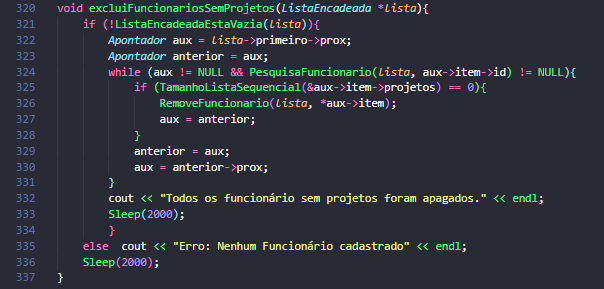 320 void excluiFuncionariosSemProjetos(ListaEncadeada *lista){
321 if (!ListaEncadeadaEstaVazia(lista)){
322 Apontador aux = lista->primeiro->prox;
323 Apontador anterior = aux;
324 while (aux != NULL && PesquisaFuncionario(lista, aux->item->id) != NULL){
325 if (TamanhoListaSequencial(&aux->item->projetos) == 0){
326 RemoveFuncionario(lista, *aux->item);
327 aux = anterior;
328 }
329 anterior = aux;
330 aux = anterior->prox;
331 }
332 cout << "Todos os funcionário sem projetos foram apagados." << endl;
333 Sleep(2000);
334 }
335 else cout << "Erro: Nenhum Funcionário cadastrado" << endl;
336 Sleep(2000);
337 }